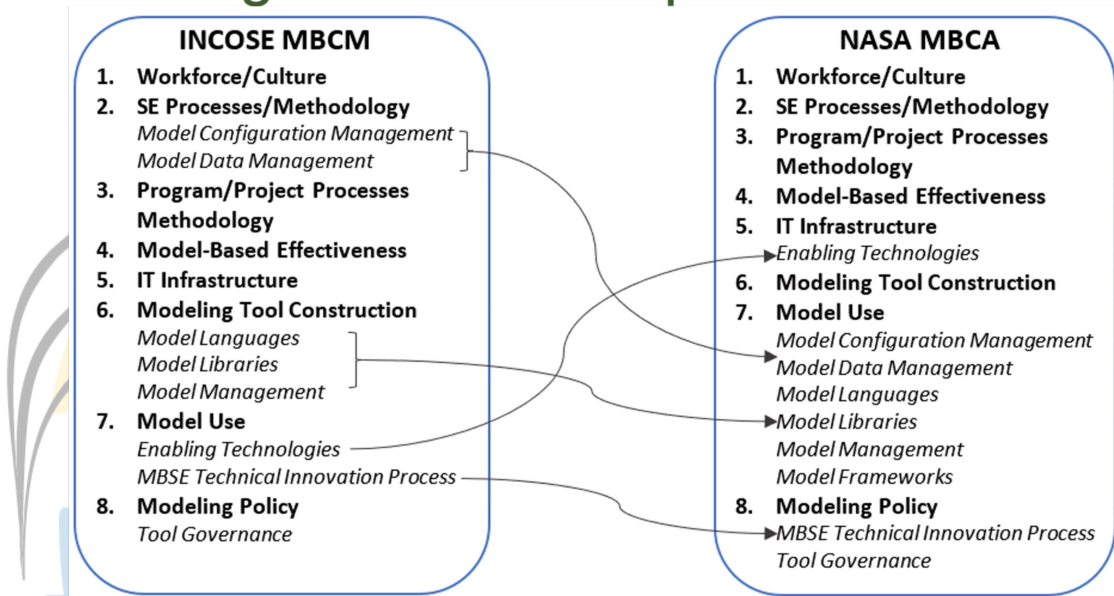 INCOSE MBCM
1. Workforce/Culture
2. SE Processes/Methodology
Model Configuration Management
Model Data Management
3. Program/Project Processes
Methodology
4. Model-Based Effectiveness
5. IT Infrastructure
6. Modeling Tool Construction
Model Languages
Model Libraries
Model Management
7. Model Use
Enabling Technologies
MBSE Technical Innovation Process
8. Modeling Policy
Tool Governance
NASA MBCA
1. Workforce/Culture
2. SE Processes/Methodology
3. Program/Project Processes
Methodology
4. Model-Based Effectiveness
5. IT Infrastructure
Enabling Technologies
6. Modeling Tool Construction
7. Model Use
Model Configuration Management
Model Data Management
Model Languages
Model Libraries
Model Management
Model Frameworks
8. Modeling Policy
MBSE Technical Innovation Process
Tool Governance